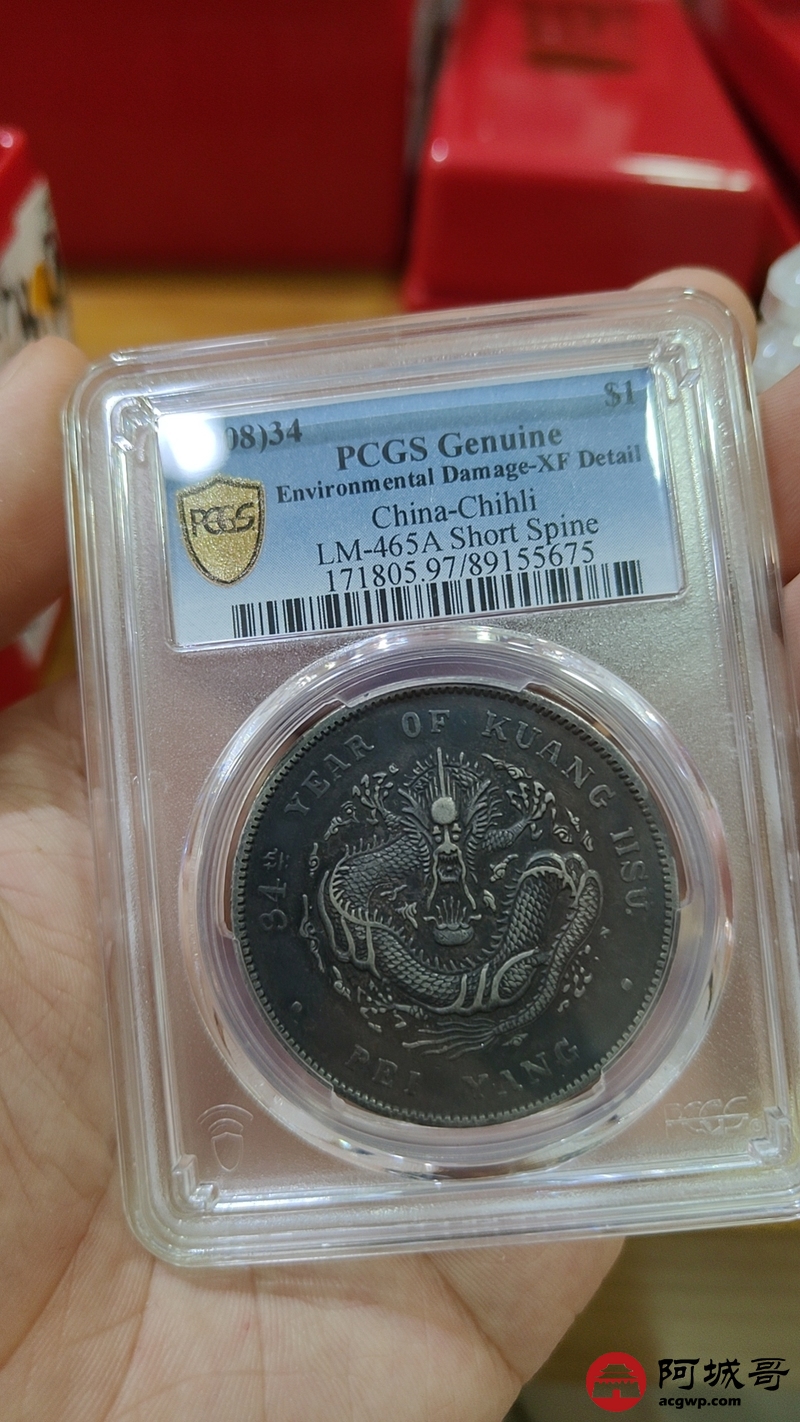 08)34
$1
PCGS Genuine
Environmental Damage-XF Detail
China-Chihli
LM-465A Short Spine
171805.97/89155675
PCGS
34
YEAR OF KUANG HSU
PEI YANG
PCGS
阿城哥
acgwp.com